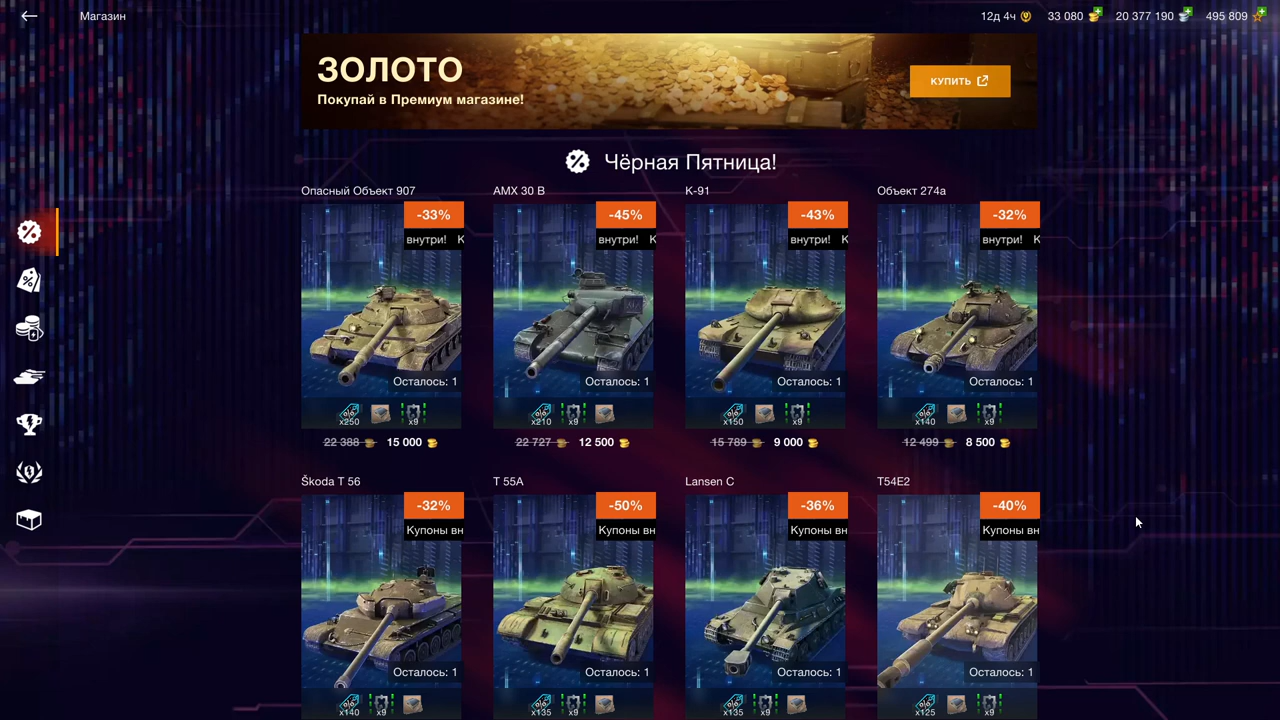 Магазин
12д 4ч
33 080
20 377 190
495 809
ЗОЛОТО
Покупай в Премиум магазине!
КУПИТЬ
Чёрная Пятница!
Опасный Объект 907
AMX 30 B
К-91
Объект 274а
-33%
-45%
-43%
-32%
внутри! К
внутри! К
внутри! К
внутри! К
Осталось: 1
Осталось: 1
Осталось: 1
Осталось: 1
x250
x9
x210
x9
x150
x9
x140
x9
22 388
15 000
22 727
12 500
15 789
9 000
12 499
8 500
Škoda T 56
T 55A
Lansen C
T54E2
-32%
-50%
-36%
-40%
Купоны вн
Купоны вн
Купоны вн
Купоны вн
Осталось: 1
Осталось: 1
Осталось: 1
Осталось: 1
x140
x9
x135
x9
x135
x9
x125
x9